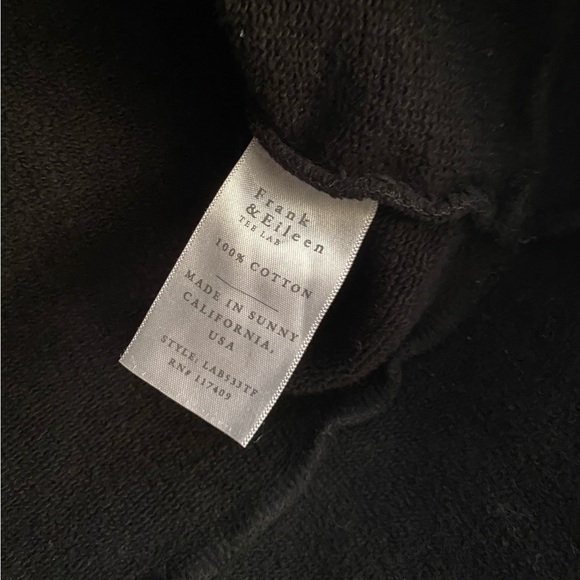 Frank
& Eileen
TEE LAB
100% COTTON
MADE IN SUNNY
CALIFORNIA,
USA
STYLE: LAB533TF
RN# 117409